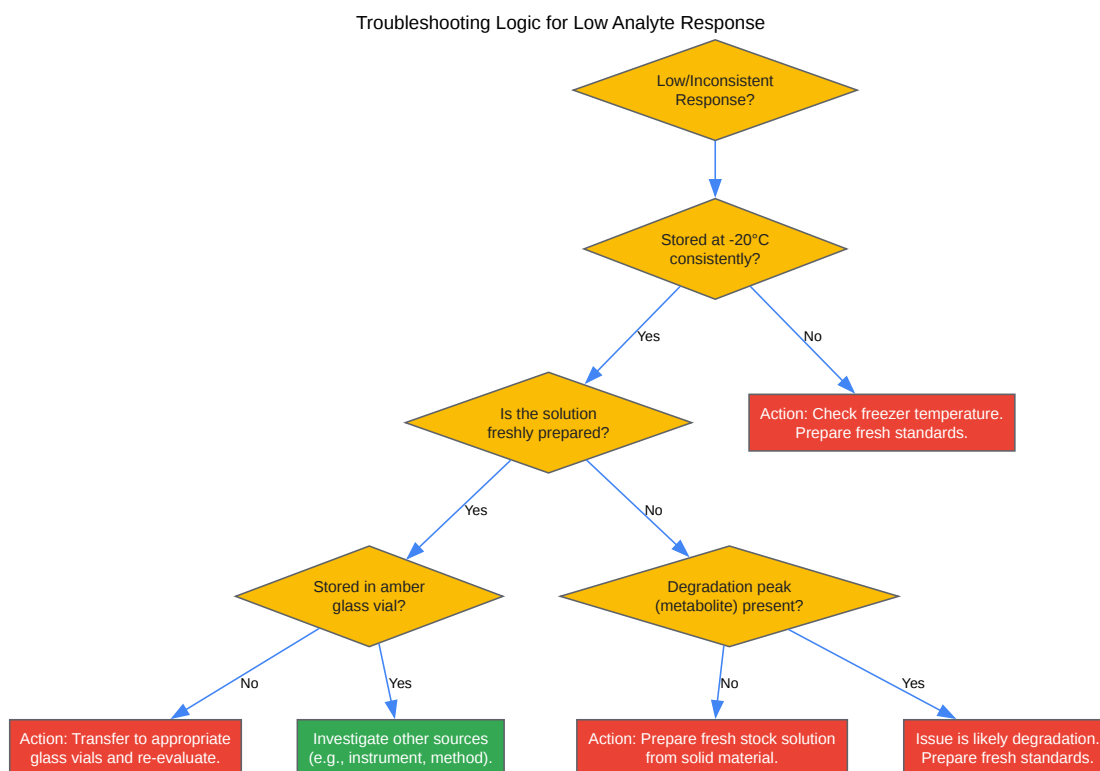 Troubleshooting Logic for Low Analyte Response
Low/Inconsistent
Response?
Stored at -20°C
consistently?
Yes
No
Is the solution
freshly prepared?
Action: Check freezer temperature.
Prepare fresh standards.
Yes
No
Stored in amber
glass vial?
Degradation peak
(metabolite) present?
No
Yes
No
Yes
Action: Transfer to appropriate
glass vials and re-evaluate.
Investigate other sources
(e.g., instrument, method).
Action: Prepare fresh stock solution
from solid material.
Issue is likely degradation.
Prepare fresh standards.